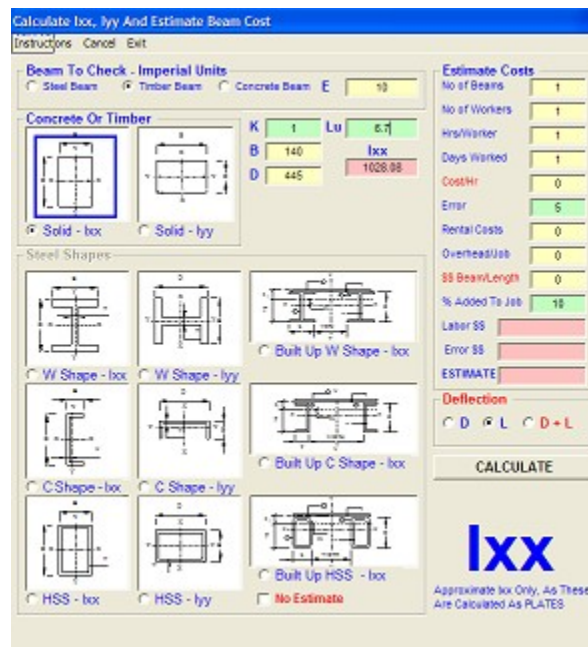 Calculate Ixx, Iyy And Estimate Beam Cost
Instructions Cancel Exit
Beam To Check - Imperial Units
Steel Beam Timber Beam Concrete Beam E 10
Concrete Or Timber
Solid - Ixx Solid - Iyy
K 1 Lu 6.7
B 140 Ixx
1028.08
D 445
Steel Shapes
W Shape - Ixx W Shape - Iyy Built Up W Shape - Ixx
C Shape - Ixx C Shape - Iyy Built Up C Shape - Ixx
HSS - Ixx HSS - Iyy Built Up HSS - Ixx
No Estimate
Estimate Costs
No of Beams 1
No of Workers 1
Hrs/Worker 1
Days Worked 1
Cost/Hr 0
Error 5
Rental Costs 0
Overhead/Job 0
$$ Beam/Length 0
% Added To Job 10
Labor $$
Error $$
ESTIMATE
Deflection
D L D + L
CALCULATE
Ixx
Approximate Ixx Only, As These
Are Calculated As PLATES